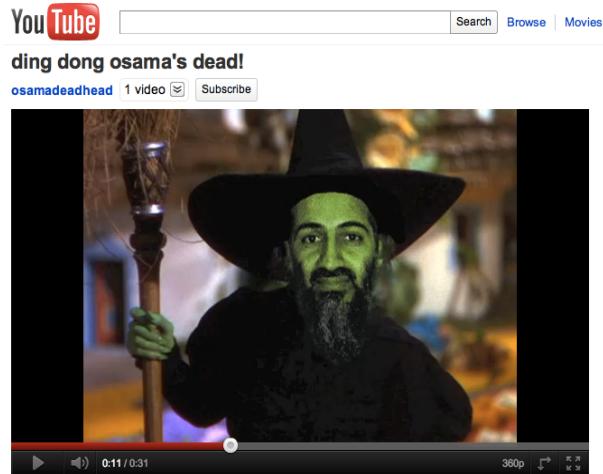 YouTube Search Browse Movies
ding dong osama's dead!
osamadeadhead 1 video Subscribe
0:11 / 0:31 360p